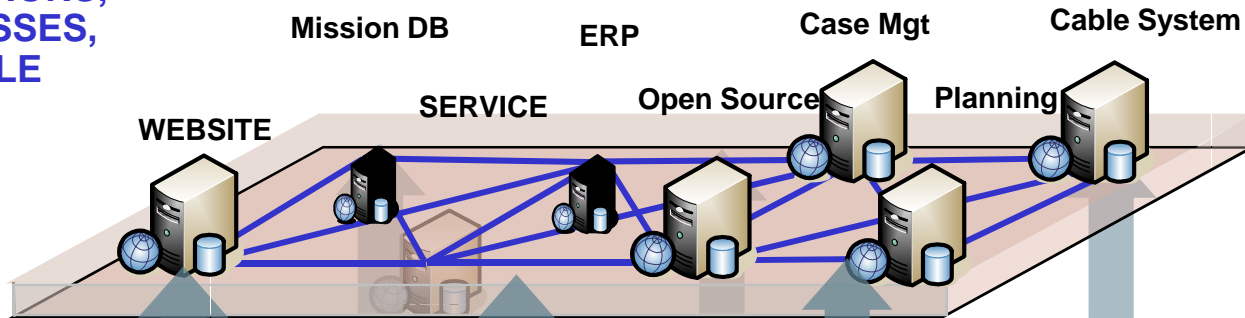 SSES,
LE
Mission DB
ERP
Case Mgt
Cable System
WEBSITE
SERVICE
Open Source
Planning